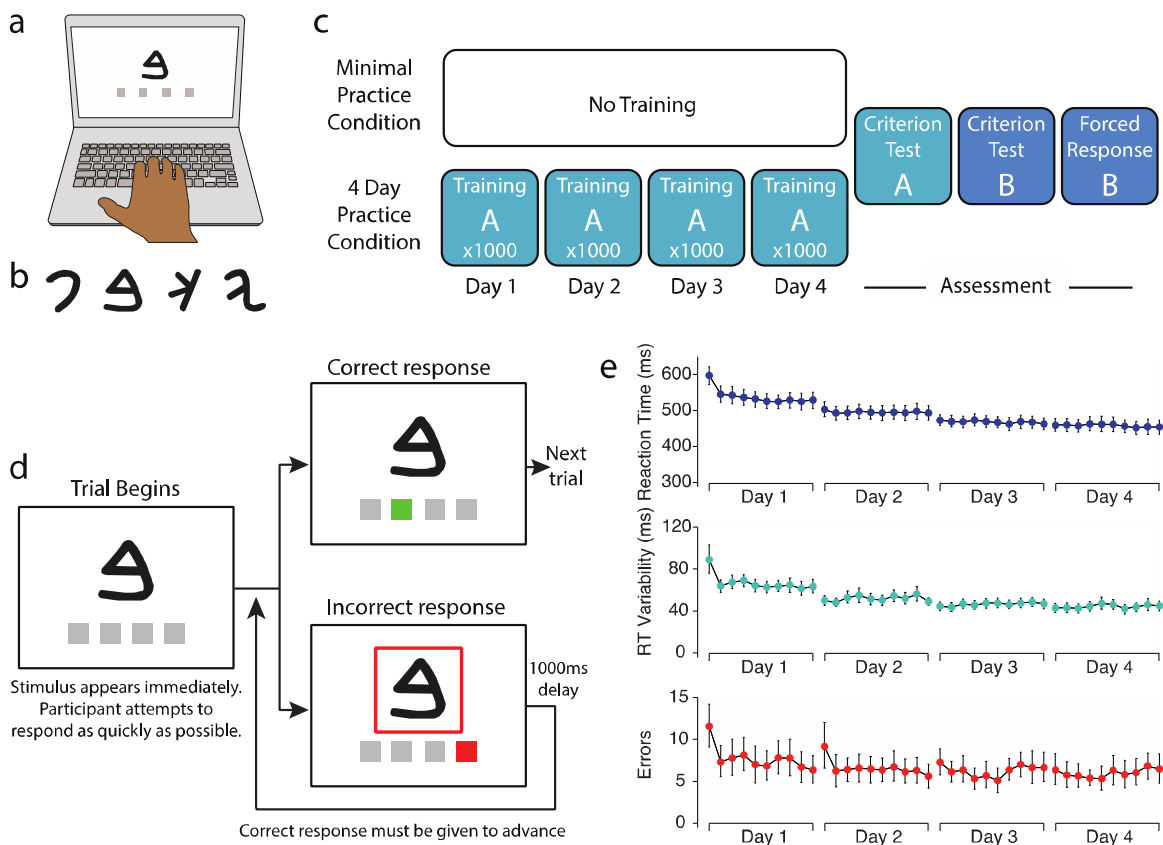 a
b
c
Minimal
Practice
Condition
No Training
4 Day
Practice
Condition
Training
A
x1000
Training
A
x1000
Training
A
x1000
Training
A
x1000
Day 1
Day 2
Day 3
Day 4
Criterion
Test
A
Criterion
Test
B
Forced
Response
B
Assessment
d
Trial Begins
Stimulus appears immediately.
Participant attempts to
respond as quickly as possible.
Correct response
Next
trial
Incorrect response
1000ms
delay
Correct response must be given to advance
e
Reaction Time (ms)
600
500
400
300
Day 1
Day 2
Day 3
Day 4
RT Variability (ms)
120
80
40
0
Day 1
Day 2
Day 3
Day 4
Errors
15
10
5
0
Day 1
Day 2
Day 3
Day 4